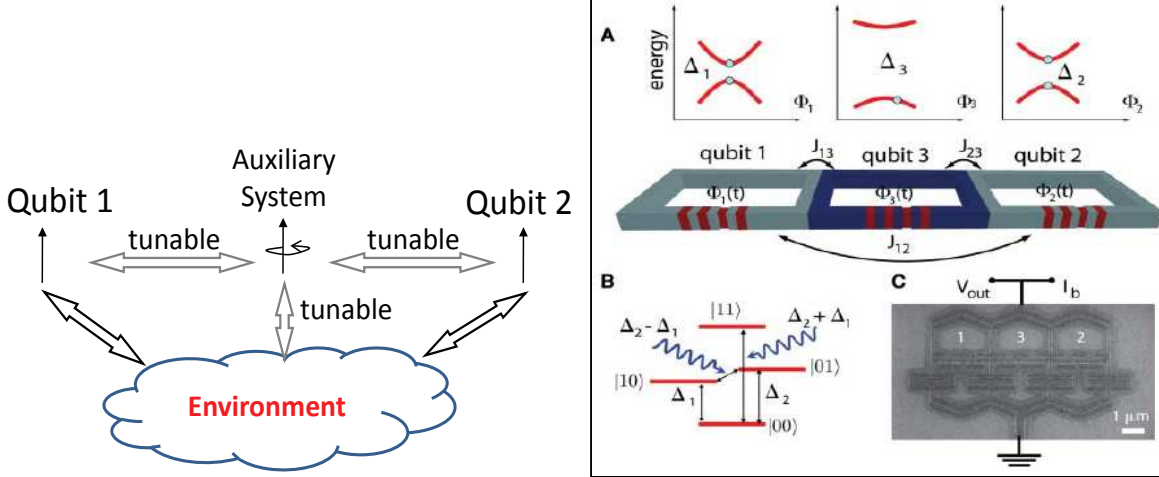 Auxiliary
System
Qubit 1
Qubit 2
tunable
tunable
tunable
Environment
A
energy
Δ₁
Φ₁
Δ₃
Φ₃
Δ₂
Φ₂
qubit 1
J₁₃
qubit 3
J₂₃
qubit 2
Φ₁(t)
Φ₃(t)
Φ₂(t)
J₁₂
B
|11⟩
Δ₂ - Δ₁
Δ₂ + Δ₁
|10⟩
|01⟩
Δ₁
Δ₂
|00⟩
C
V_out
I_b
1
3
2
1 μm